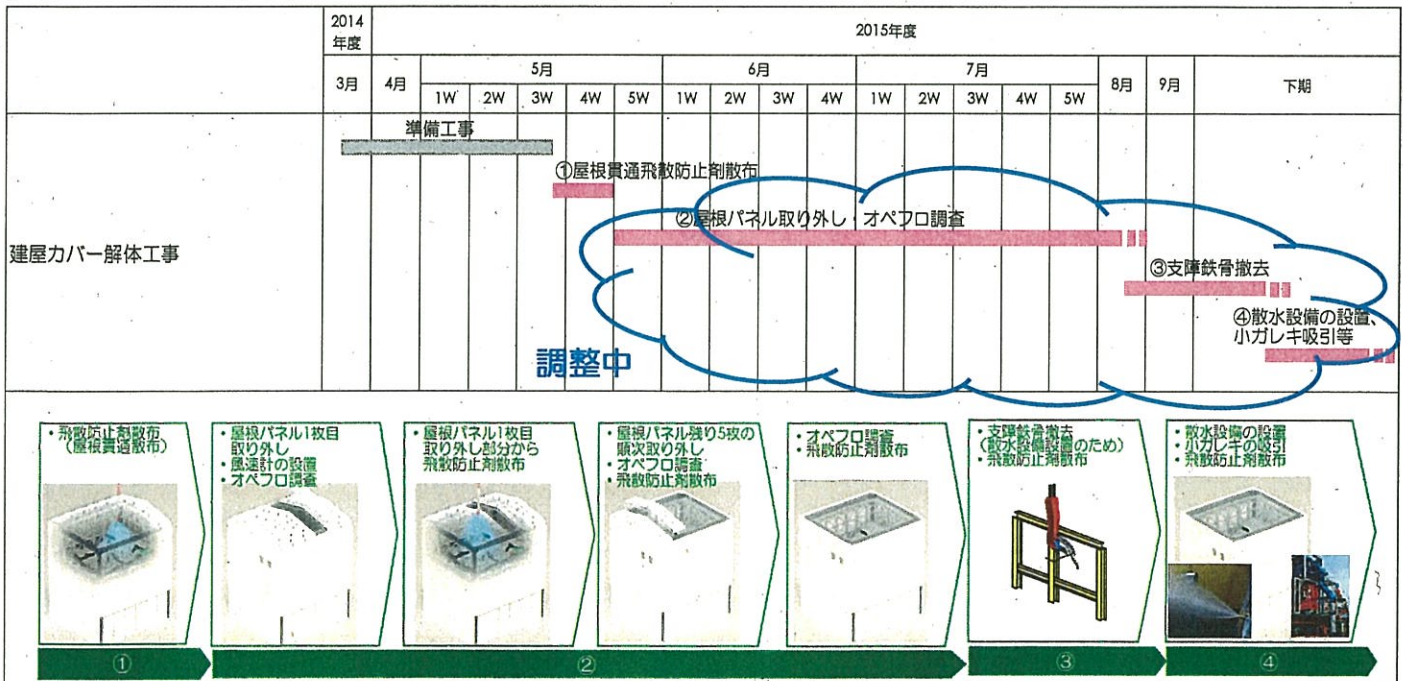 2014
年度
2015年度
3月
4月
5月
6月
7月
8月
9月
下期
1W 2W 3W 4W 5W 1W 2W 3W 4W 1W 2W 3W 4W 5W
建屋カバー解体工事
準備工事
①屋根貫通飛散防止剤散布
②屋根パネル取り外し・オペフロ調査
③支障鉄骨撤去
④散水設備の設置、
小ガレキ吸引等
調整中
・飛散防止剤散布
(屋根貫通散布)
・屋根パネル1枚目
取り外し
・風速計の設置
・オペフロ調査
・屋根パネル1枚目
取り外し部分から
飛散防止剤散布
・屋根パネル残り5枚の
順次取り外し
・オペフロ調査
・飛散防止剤散布
・オペフロ調査
・飛散防止剤散布
・支障鉄骨撤去
(散水設備設置のため)
・飛散防止剤散布
・散水設備の設置
・小ガレキの吸引
・飛散防止剤散布
①
②
③
④